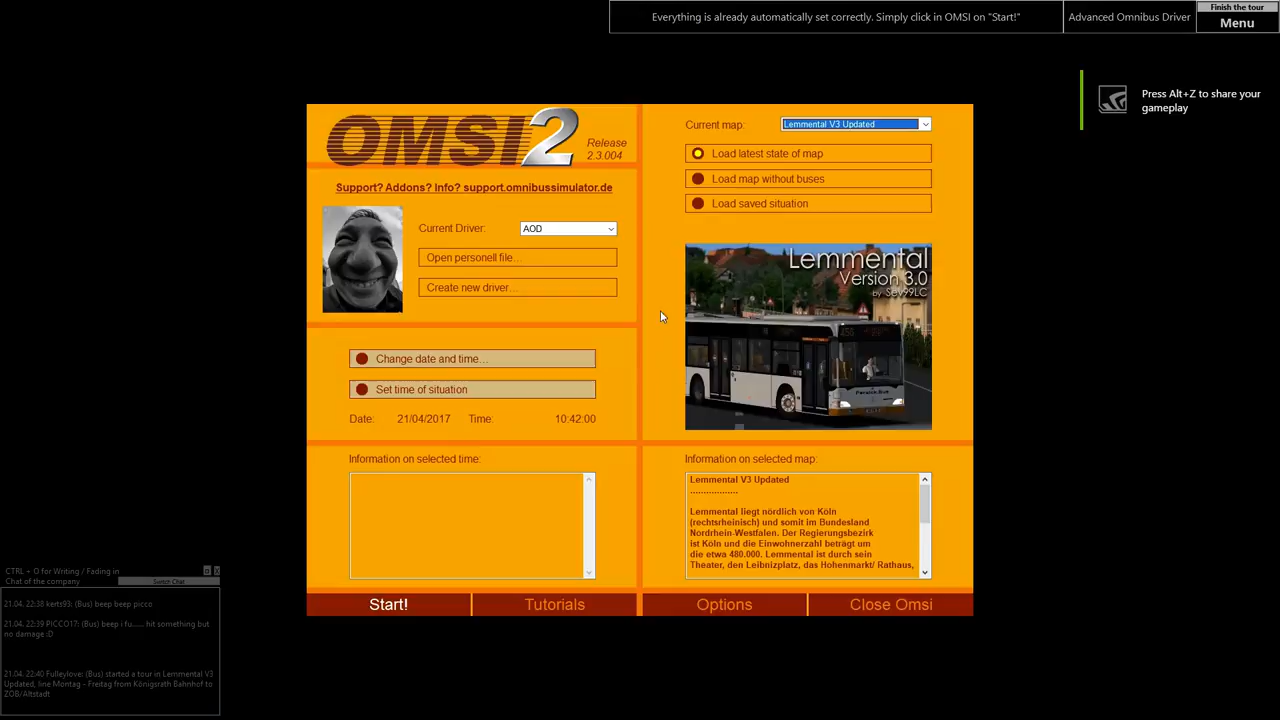 Everything is already automatically set correctly. Simply click in OMSI on "Start!"
Advanced Omnibus Driver
Finish the tour
Menu
Press Alt+Z to share your
gameplay
OMSI 2
Release
2.3.004
Support? Addons? Info? support.omnibussimulator.de
Current Driver:
AOD
Open personell file...
Create new driver...
Change date and time...
Set time of situation
Date: 21/04/2017 Time: 10:42:00
Information on selected time:
Current map:
Lemmental V3 Updated
Load latest state of map
Load map without buses
Load saved situation
Lemmental
Version 3.0
by Sev99LC
Information on selected map:
Lemmental V3 Updated
..................
Lemmental liegt nördlich von Köln
(rechtsrheinisch) und somit im Bundesland
Nordrhein-Westfalen. Der Regierungsbezirk
ist Köln und die Einwohnerzahl beträgt um
die etwa 480.000. Lemmental ist durch sein
Theater, den Leibnizplatz, das Hohenmarkt/ Rathaus,
Start!
Tutorials
Options
Close Omsi
CTRL + O for Writing / Fading in
Chat of the company
Switch Chat
21.04. 22:38 kerts93: (Bus) beep beep picco
21.04. 22:39 PICCO17: (Bus) beep i fu...... hit something but
no damage :D
21.04. 22:40 Fulleylove: (Bus) started a tour in Lemmental V3
Updated, line Montag - Freitag from Königsrath Bahnhof to
ZOB/Altstadt